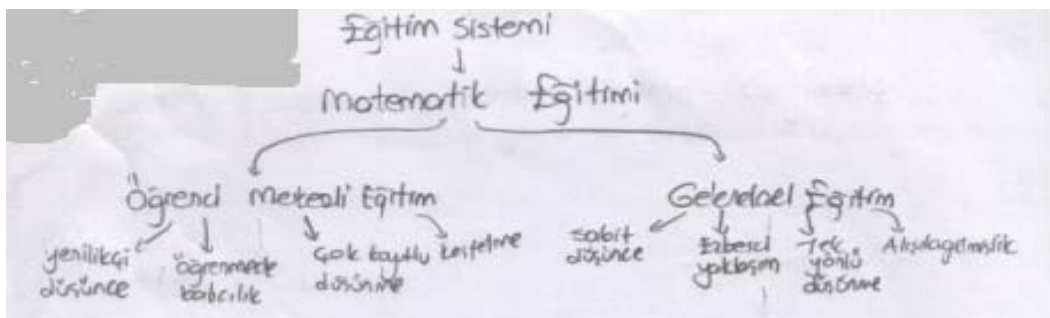 Eğitim sistemi
Matematik Eğitimi
Öğrenci Merkezli Eğitim
Geleneksel Eğitim
yenilikçi
düşünce
öğrenmede
kalıcılık
Çok boyutlu
düşünme
keşfetme
sabit
düşünce
Ezberci
yaklaşım
Tek
yönlü
düşünme
Alışılagelmişlik